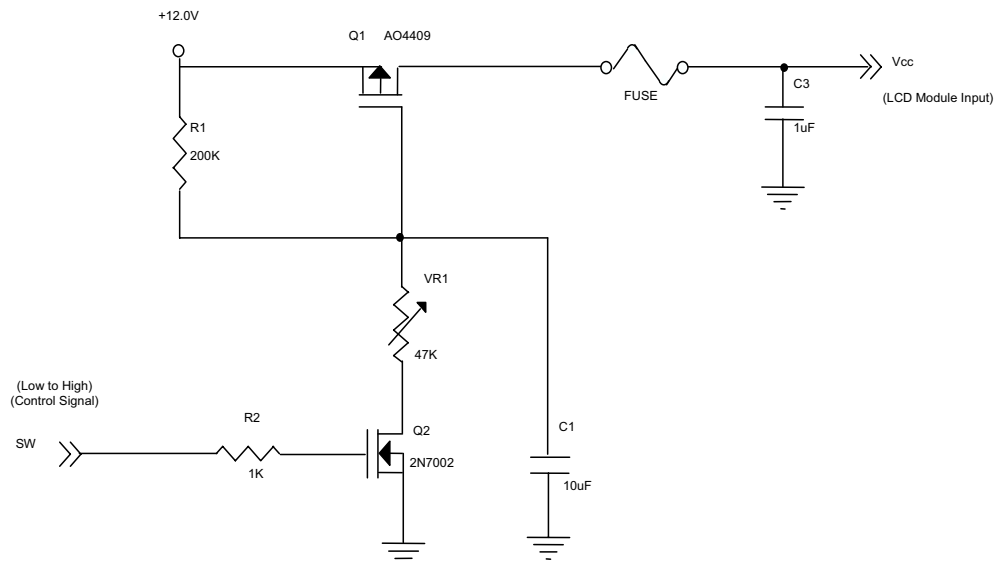 +12.0V
Q1 AO4409
Vcc
FUSE
C3
(LCD Module Input)
1uF
R1
200K
VR1
47K
(Low to High)
(Control Signal)
SW
R2
1K
Q2
2N7002
C1
10uF